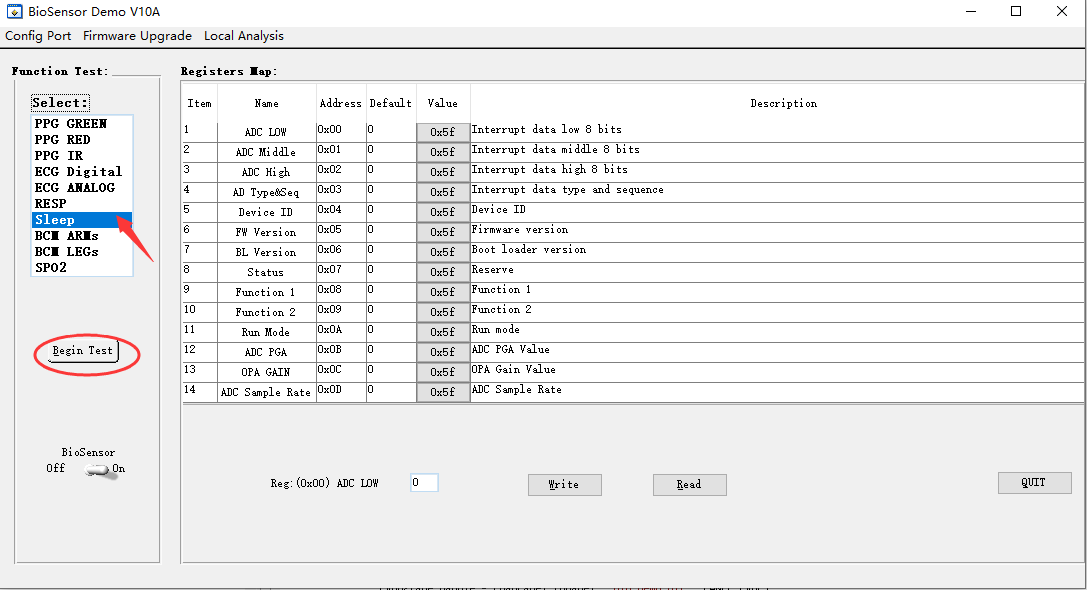 BioSensor Demo V10A
Config Port Firmware Upgrade Local Analysis
Function Test:
Select:
PPG GREEN
PPG RED
PPG IR
ECG Digital
ECG ANALOG
RESP
Sleep
BCM ARMs
BCM LEGs
SPO2
Begin Test
BioSensor
Off On
Registers Map:
Item Name Address Default Value Description
1 ADC LOW 0x00 0 0x5f Interrupt data low 8 bits
2 ADC Middle 0x01 0 0x5f Interrupt data middle 8 bits
3 ADC High 0x02 0 0x5f Interrupt data high 8 bits
4 AD Type&Seq 0x03 0 0x5f Interrupt data type and sequence
5 Device ID 0x04 0 0x5f Device ID
6 FW Version 0x05 0 0x5f Firmware version
7 BL Version 0x06 0 0x5f Boot loader version
8 Status 0x07 0 0x5f Reserve
9 Function 1 0x08 0 0x5f Function 1
10 Function 2 0x09 0 0x5f Function 2
11 Run Mode 0x0A 0 0x5f Run mode
12 ADC PGA 0x0B 0 0x5f ADC PGA Value
13 OPA GAIN 0x0C 0 0x5f OPA Gain Value
14 ADC Sample Rate 0x0D 0 0x5f ADC Sample Rate
Reg:(0x00) ADC LOW 0 Write Read QUIT